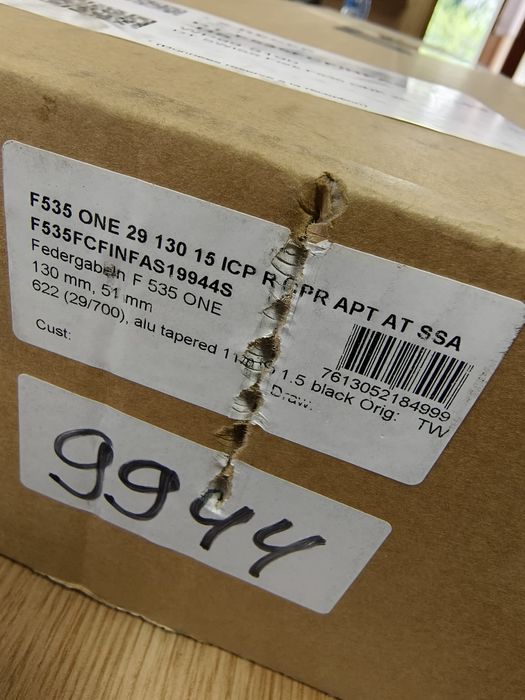 F535 ONE 29 130 15 ICP R CPR APT AT SSA
F535FCFINFAS19944S
Federgabeln F 535 ONE
130 mm, 51 mm
622 (29/700), alu tapered 1.5 black Orig: TW
Cust:
Draw:
7613052184999
9944